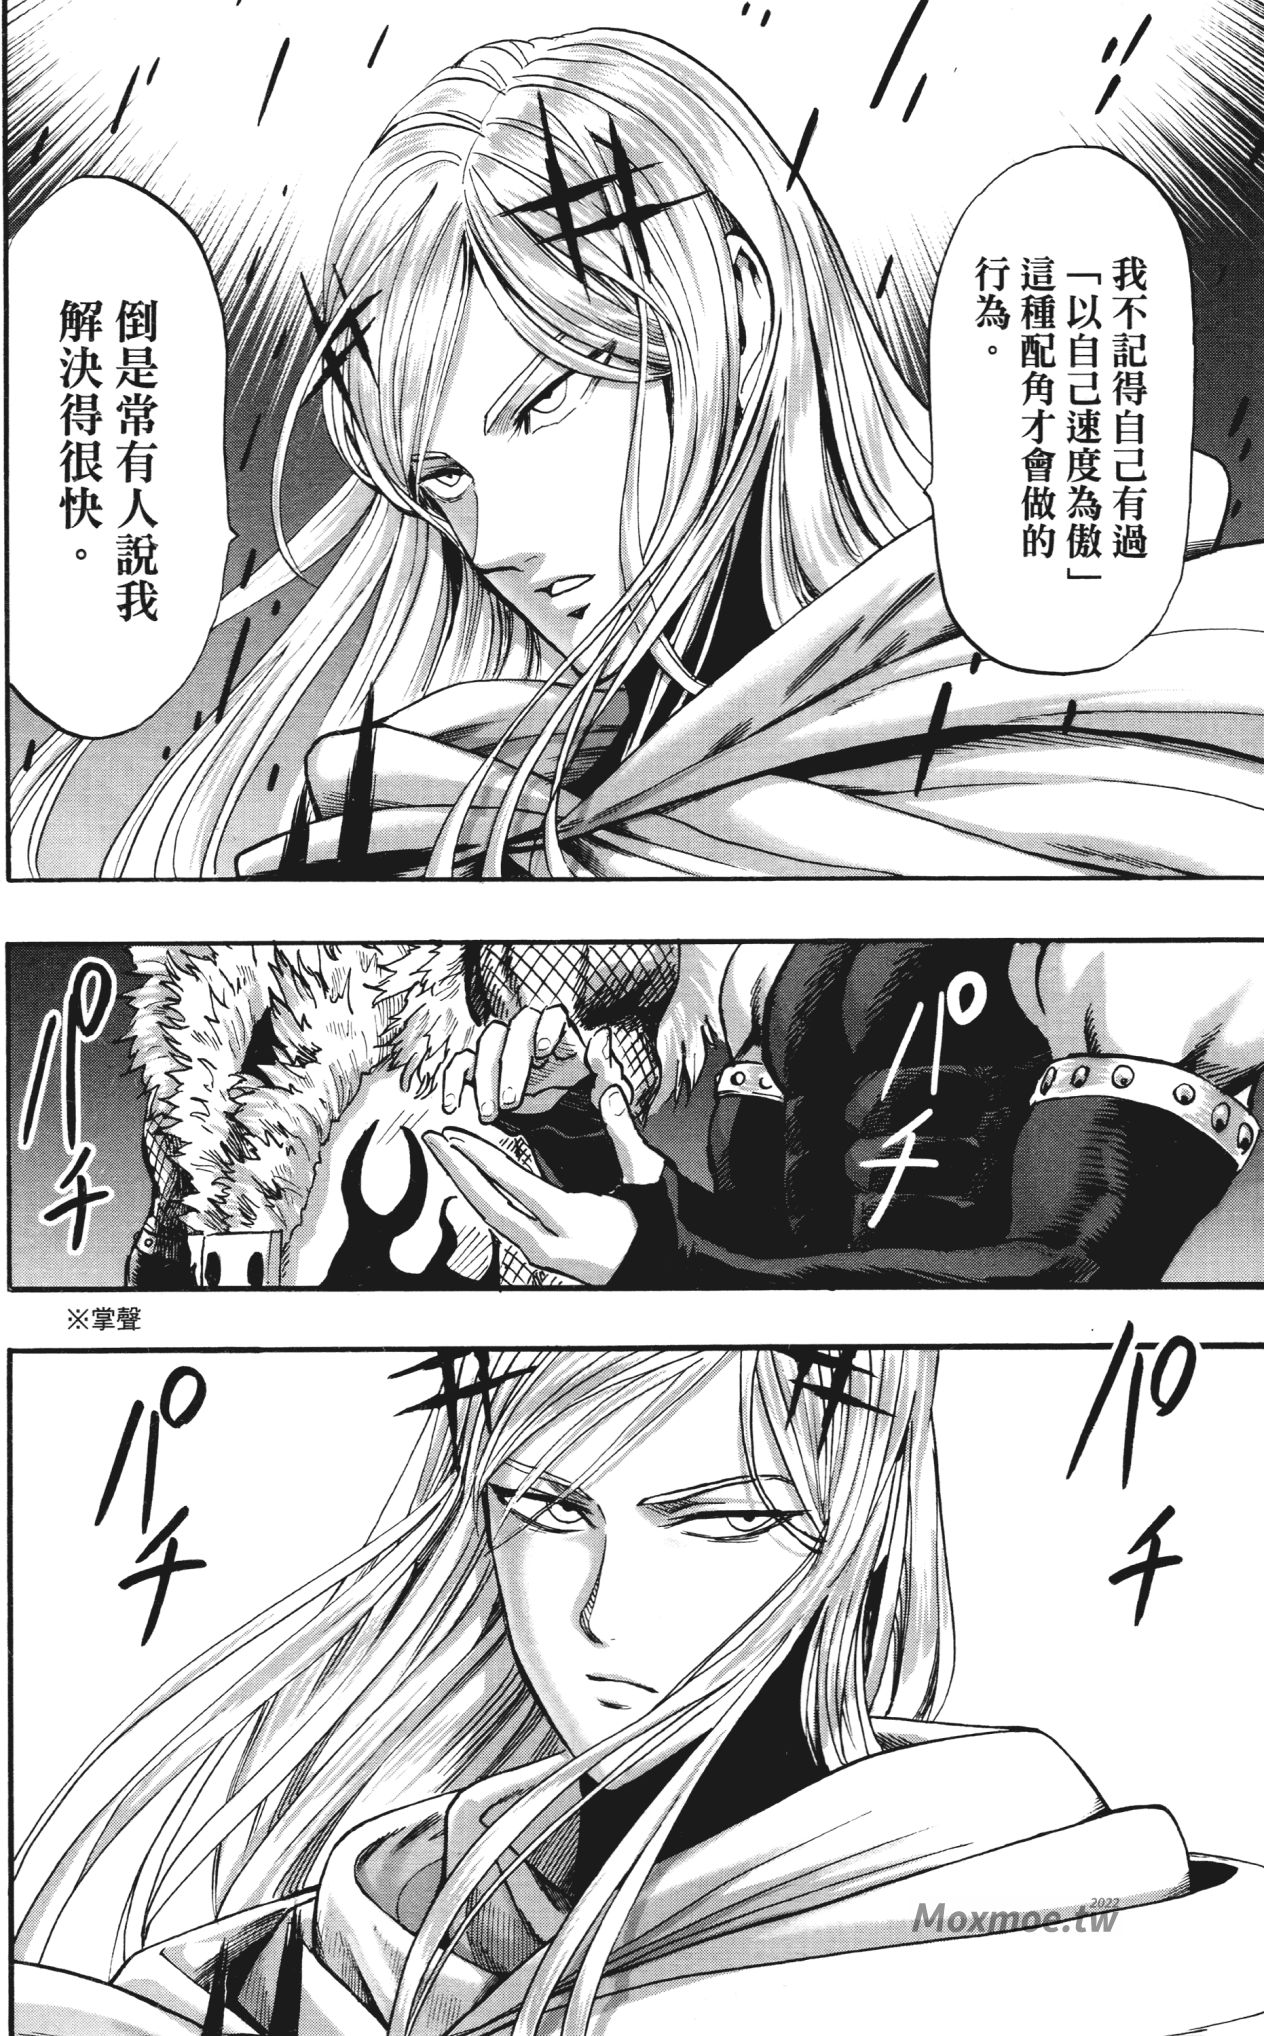 我不記得自己有過
「以自己速度為傲」
這種配角才會做的
行為。
倒是常有人說我
解決得很快。
パチ
パチ
※掌聲
パチ
パチ
2022
Moxmoe.tw